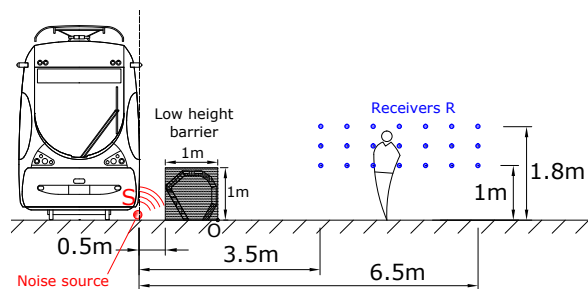 Receivers R
Low height
barrier
1m
1m
1.8m
1m
S
O
0.5m
3.5m
6.5m
Noise source